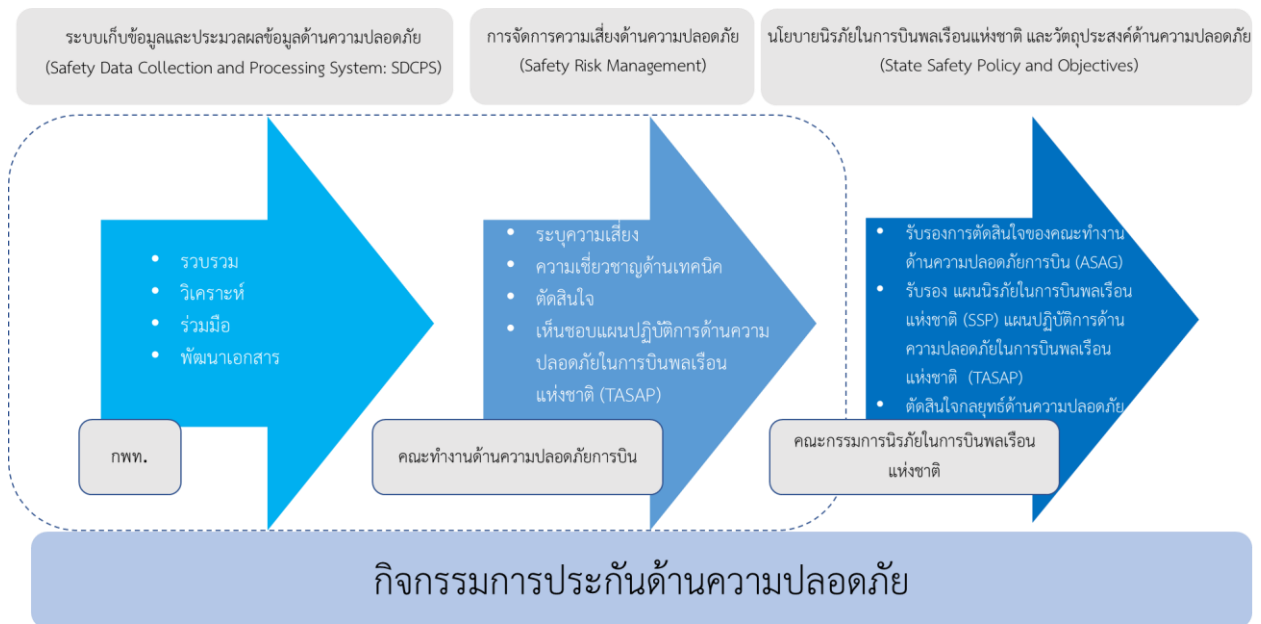 ระบบเก็บข้อมูลและประมวลผลข้อมูลด้านความปลอดภัย
(Safety Data Collection and Processing System: SDCPS)
การจัดการความเสี่ยงด้านความปลอดภัย
(Safety Risk Management)
นโยบายนิรภัยในการบินพลเรือนแห่งชาติ และวัตถุประสงค์ด้านความปลอดภัย
(State Safety Policy and Objectives)
• รวบรวม
• วิเคราะห์
• ร่วมมือ
• พัฒนาเอกสาร
กพท.
• ระบุความเสี่ยง
• ความเชี่ยวชาญด้านเทคนิค
• ตัดสินใจ
• เห็นชอบแผนปฏิบัติการด้านความ
ปลอดภัยในการบินพลเรือน
แห่งชาติ (TASAP)
คณะทำงานด้านความปลอดภัยการบิน
• รับรองการตัดสินใจของคณะทำงาน
ด้านความปลอดภัยการบิน (ASAG)
• รับรอง แผนนิรภัยในการบินพลเรือน
แห่งชาติ (SSP) แผนปฏิบัติการด้าน
ความปลอดภัยในการบินพลเรือน
แห่งชาติ (TASAP)
• ตัดสินใจกลยุทธ์ด้านความปลอดภัย
คณะกรรมการนิรภัยในการบินพลเรือน
แห่งชาติ
กิจกรรมการประกันด้านความปลอดภัย